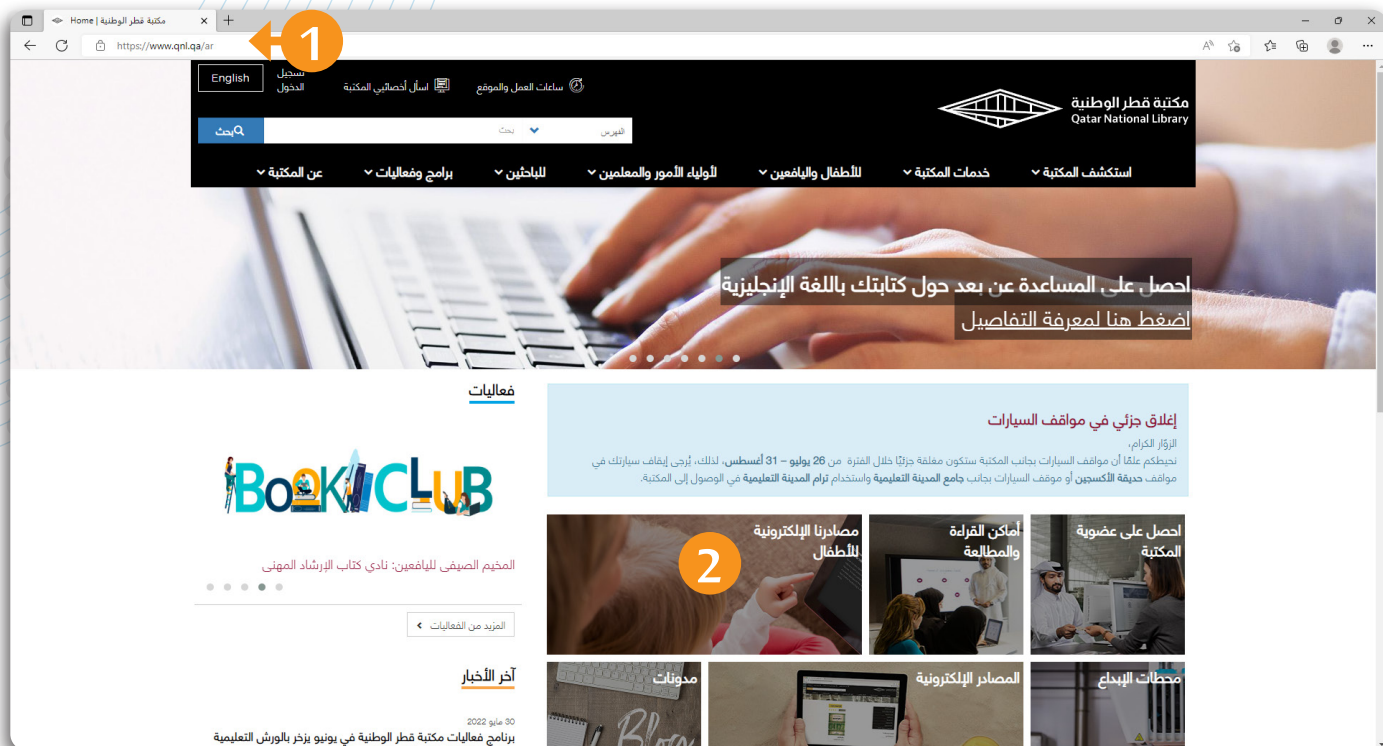 مكتبة قطر الوطنية | Home
https://www.qnl.qa/ar
1
English
تسجيل
الدخول
اسأل أخصائيي المكتبة
ساعات العمل والموقع
مكتبة قطر الوطنية
Qatar National Library
الفهرس
بحث
بحث
استكشف المكتبة
خدمات المكتبة
للأطفال واليافعين
لأولياء الأمور والمعلمين
للباحثين
برامج وفعاليات
عن المكتبة
احصل على المساعدة عن بعد حول كتابتك باللغة الإنجليزية
اضغط هنا لمعرفة التفاصيل
إغلاق جزئي في مواقف السيارات
الزوّار الكرام،
نحيطكم علمًا أن مواقف السيارات بجانب المكتبة ستكون مغلقة جزئيًا خلال الفترة من 26 يوليو – 31 أغسطس، لذلك، يُرجى إيقاف سيارتك في
مواقف حديقة الأكسجين أو موقف السيارات بجانب جامع المدينة التعليمية واستخدام ترام المدينة التعليمية في الوصول إلى المكتبة.
احصل على عضوية
المكتبة
أماكن القراءة
والمطالعة
مصادرنا الإلكترونية
للأطفال
2
محطات الإبداع
المصادر الإلكترونية
مدونات
Blog
فعاليات
BOOK CLUB
المخيم الصيفي لليافعين: نادي كتاب الإرشاد المهني
المزيد من الفعاليات
آخر الأخبار
30 مايو 2022
برنامج فعاليات مكتبة قطر الوطنية في يونيو يزخر بالورش التعليمية